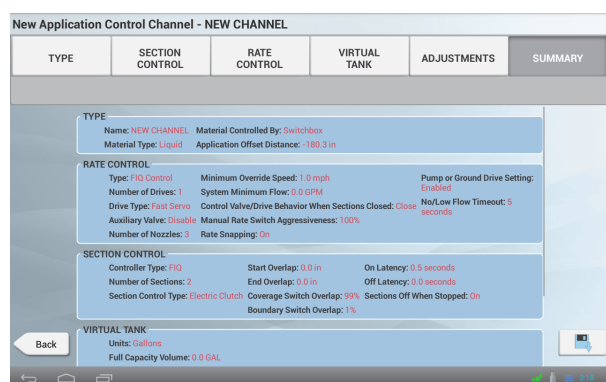 New Application Control Channel - NEW CHANNEL
TYPE
SECTION CONTROL
RATE CONTROL
VIRTUAL TANK
ADJUSTMENTS
SUMMARY
TYPE
Name: NEW CHANNEL Material Controlled By: Switchbox
Material Type: Liquid Application Offset Distance: -180.3 in
RATE CONTROL
Type: FIQ Control Minimum Override Speed: 1.0 mph Pump or Ground Drive Setting: Enabled
Number of Drives: 1 System Minimum Flow: 0.0 GPM
Drive Type: Fast Servo Control Valve/Drive Behavior When Sections Closed: Close No/Low Flow Timeout: 5 seconds
Auxiliary Valve: Disable Manual Rate Switch Aggressiveness: 100%
Number of Nozzles: 3 Rate Snapping: On
SECTION CONTROL
Controller Type: FIQ Start Overlap: 0.0 in On Latency: 0.5 seconds
Number of Sections: 2 End Overlap: 0.0 in Off Latency: 0.0 seconds
Section Control Type: Electric Clutch Coverage Switch Overlap: 99% Sections Off When Stopped: On
Boundary Switch Overlap: 1%
VIRTUAL TANK
Units: Gallons
Full Capacity Volume: 0.0 GAL
Back